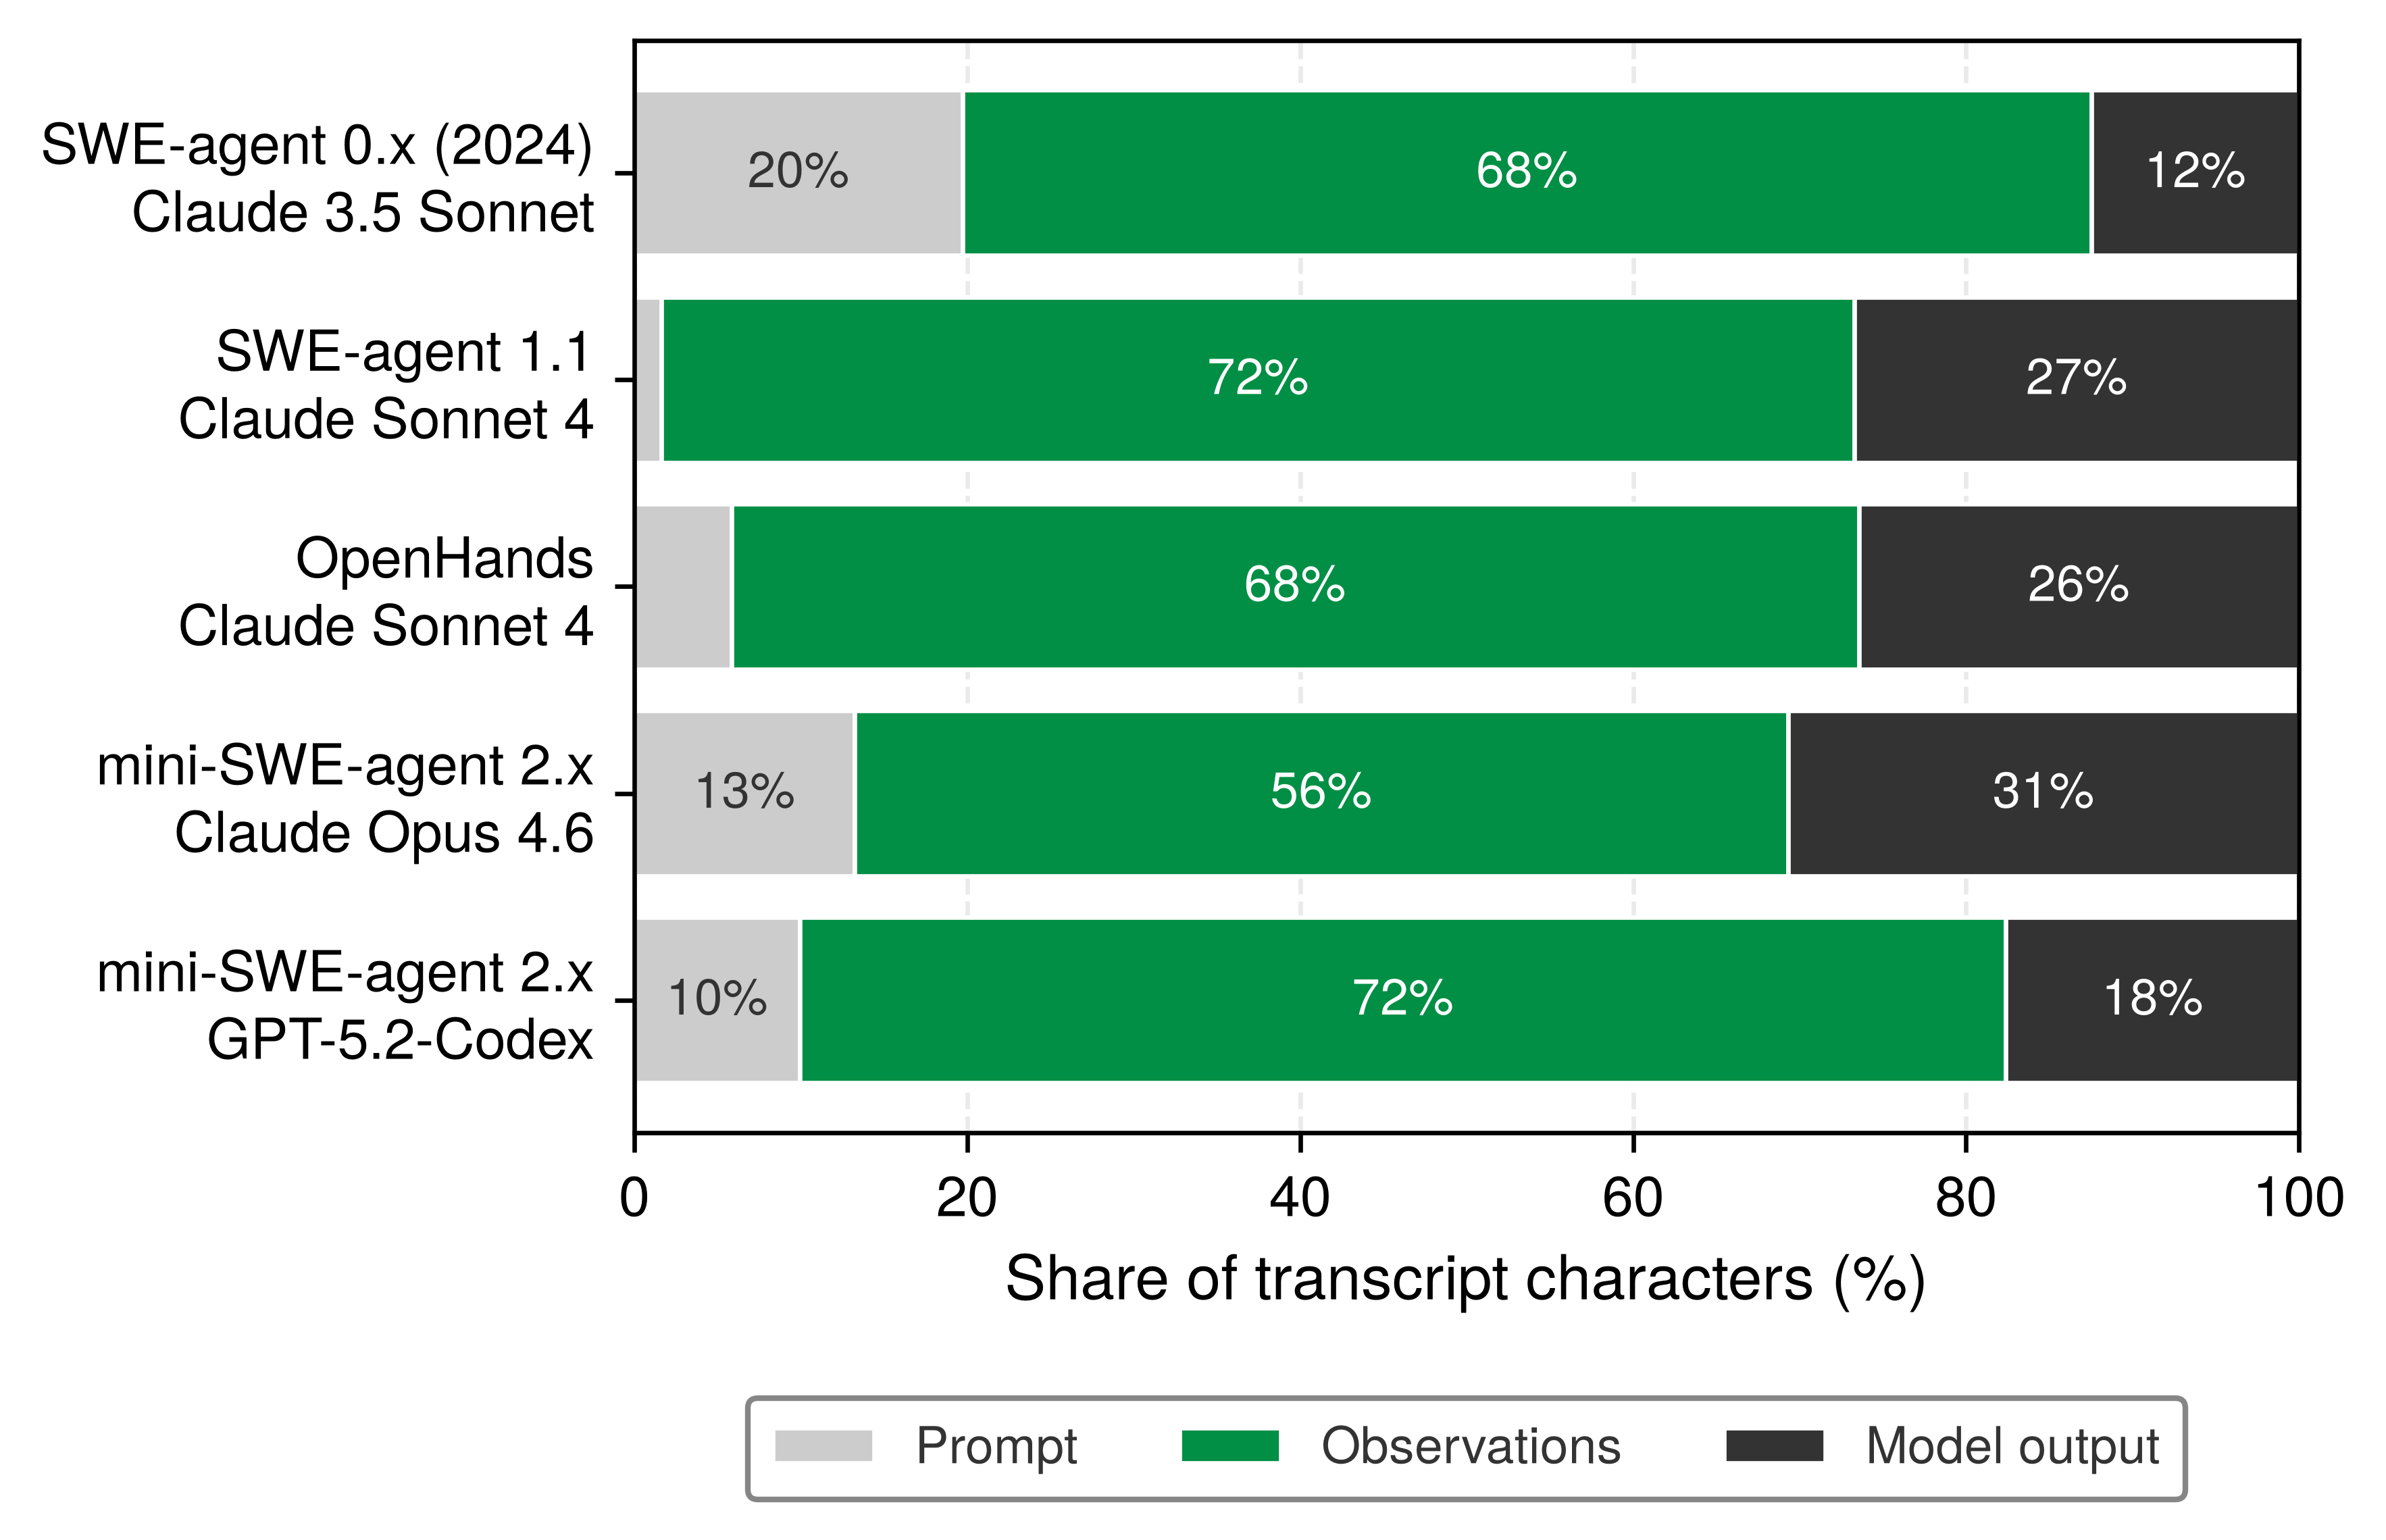 SWE-agent 0.x (2024)
Claude 3.5 Sonnet
20%
68%
12%
SWE-agent 1.1
Claude Sonnet 4
72%
27%
OpenHands
Claude Sonnet 4
68%
26%
mini-SWE-agent 2.x
Claude Opus 4.6
13%
56%
31%
mini-SWE-agent 2.x
GPT-5.2-Codex
10%
72%
18%
0 20 40 60 80 100
Share of transcript characters (%)
Prompt Observations Model output